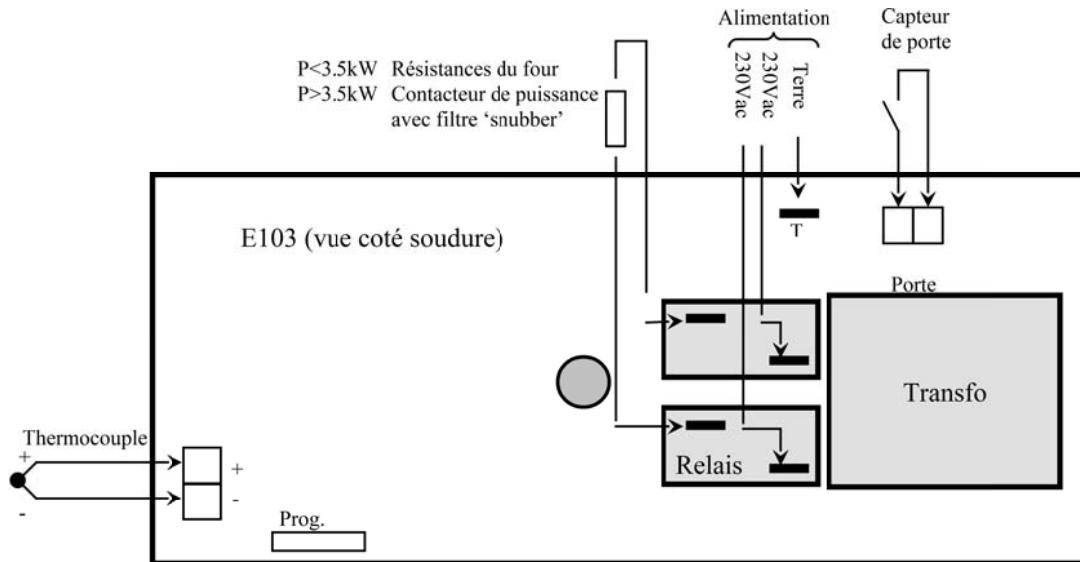 Alimentation
Capteur
de porte
P<3.5kW Résistances du four
P>3.5kW Contacteur de puissance
avec filtre ‘snubber’
230Vac
230Vac
Terre
T
E103 (vue coté soudure)
Porte
Transfo
Relais
Thermocouple
+
+
-
-
Prog.